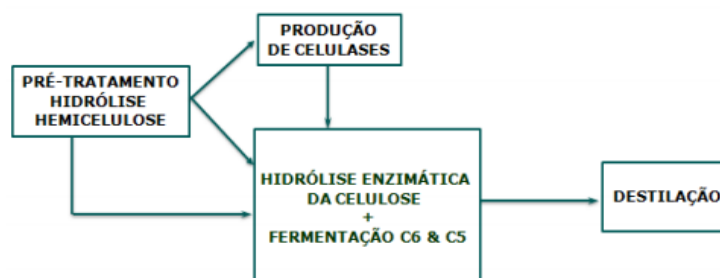 PRODUÇÃO
DE CELULASES
PRÉ-TRATAMENTO
HIDRÓLISE
HEMICELULOSE
HIDRÓLISE ENZIMÁTICA
DA CELULOSE
+
FERMENTAÇÃO C6 & C5
DESTILAÇÃO